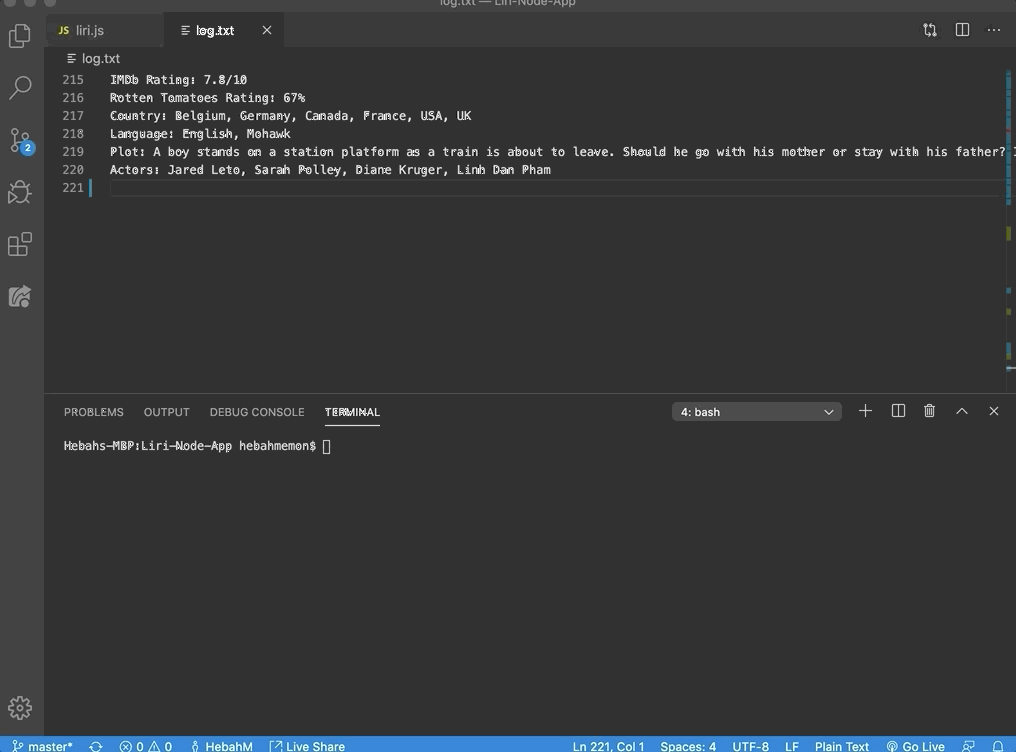 log.txt — Liri-Node-App
JS liri.js
log.txt
log.txt
215 IMDb Rating: 7.8/10
216 Rotten Tomatoes Rating: 67%
217 Country: Belgium, Germany, Canada, France, USA, UK
218 Language: English, Mohawk
219 Plot: A boy stands on a station platform as a train is about to leave. Should he go with his mother or stay with his father?
220 Actors: Jared Leto, Sarah Polley, Diane Kruger, Linh Dan Pham
221
2
PROBLEMS OUTPUT DEBUG CONSOLE TERMINAL 4: bash
Hebahs-MBP:Liri-Node-App hebahmemon$
master* 0 0 HebahM Live Share Ln 221, Col 1 Spaces: 4 UTF-8 LF Plain Text Go Live